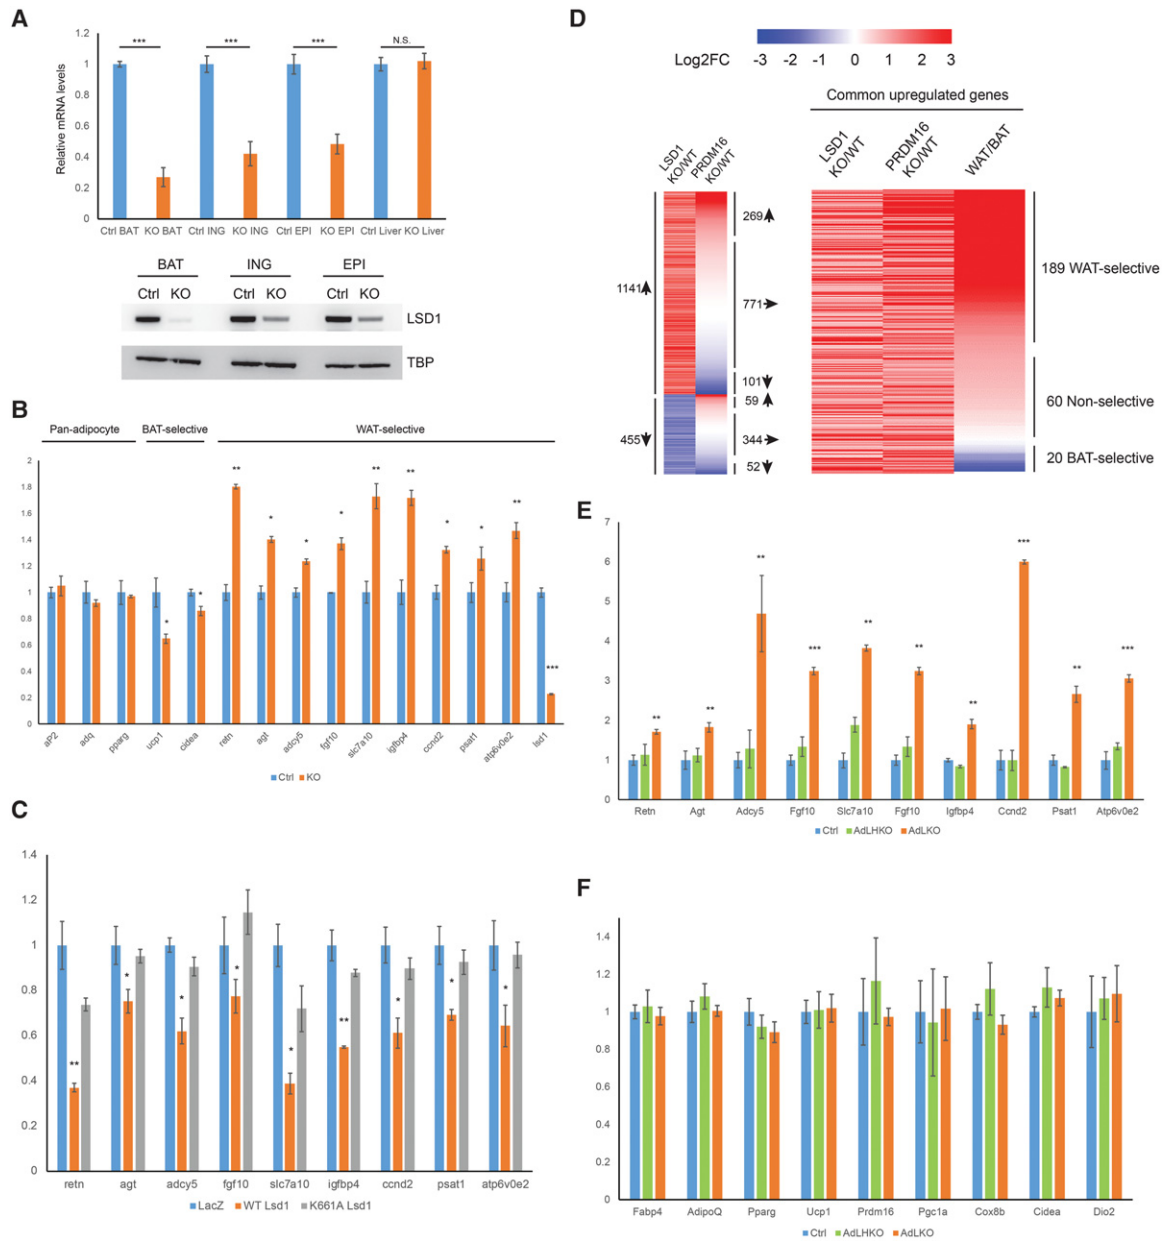 A
1.2
1
0.8
0.6
0.4
0.2
0
Relative mRNA levels
***
***
***
N.S.
Ctrl BAT KO BAT Ctrl ING KO ING Ctrl EPI KO EPI Ctrl Liver KO Liver
BAT ING EPI
Ctrl KO Ctrl KO Ctrl KO
LSD1
TBP
B
Pan-adipocyte BAT-selective WAT-selective
2
1.8
1.6
1.4
1.2
1
0.8
0.6
0.4
0.2
0
* * ** * * * ** ** * * ** ***
aP2 adq pparg ucp1 cidea retn agt adcy5 fgf10 slc7a10 igfbp4 ccnd2 psat1 atp6v0e2 lsd1
Ctrl KO
C
1.4
1.2
1
0.8
0.6
0.4
0.2
0
** * * * * ** * * *
retn agt adcy5 fgf10 slc7a10 igfbp4 ccnd2 psat1 atp6v0e2
LacZ WT Lsd1 K661A Lsd1
D
Log2FC
-3 -2 -1 0 1 2 3
Common upregulated genes
LSD1
KO/WT
PRDM16
KO/WT
LSD1
KO/WT
PRDM16
KO/WT
WAT/BAT
1141
455
269
771
101
59
344
52
189 WAT-selective
60 Non-selective
20 BAT-selective
E
7
6
5
4
3
2
1
0
** ** ** *** ** ** ** *** ** ***
Retn Agt Adcy5 Fgf10 Slc7a10 Fgf10 Igfbp4 Ccnd2 Psat1 Atp6v0e2
Ctrl AdLHKO AdLKO
F
1.4
1.2
1
0.8
0.6
0.4
0.2
0
Fabp4 AdipoQ Pparg Ucp1 Prdm16 Pgc1a Cox8b Cidea Dio2
Ctrl AdLHKO AdLKO